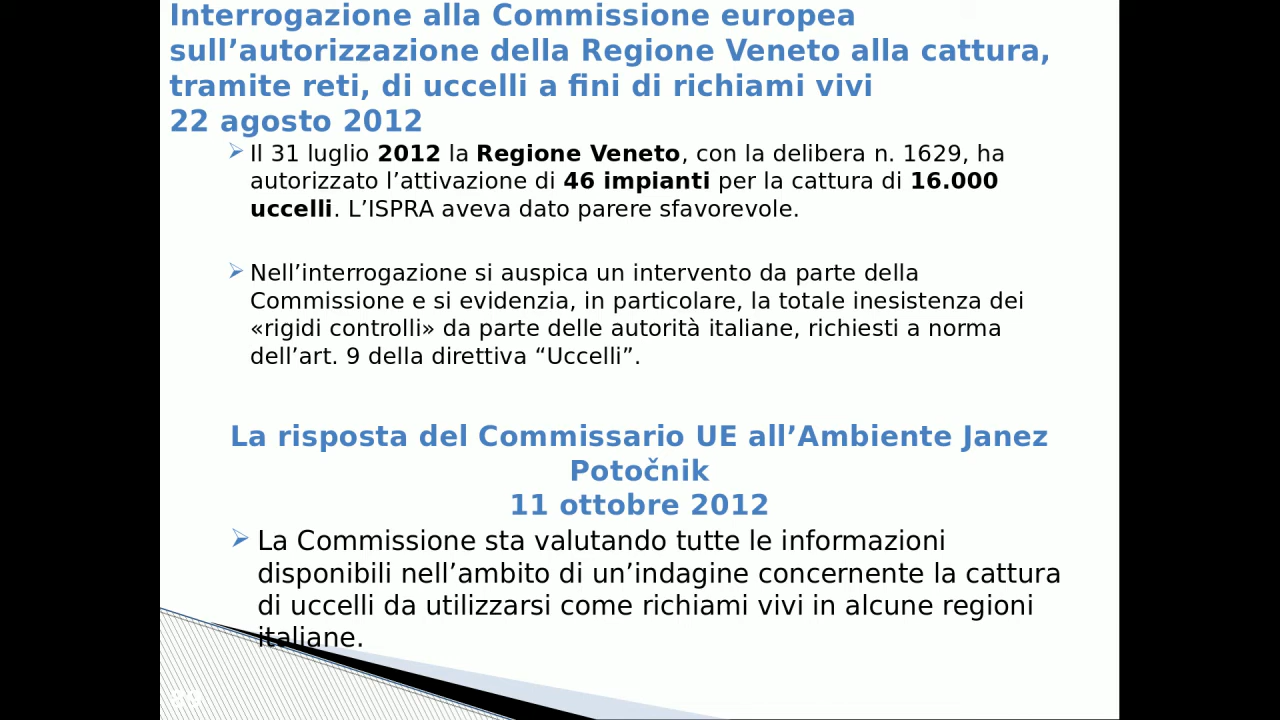 Interrogazione alla Commissione europea
sull’autorizzazione della Regione Veneto alla cattura,
tramite reti, di uccelli a fini di richiami vivi
22 agosto 2012
Il 31 luglio 2012 la Regione Veneto, con la delibera n. 1629, ha
autorizzato l’attivazione di 46 impianti per la cattura di 16.000
uccelli. L’ISPRA aveva dato parere sfavorevole.
Nell’interrogazione si auspica un intervento da parte della
Commissione e si evidenzia, in particolare, la totale inesistenza dei
«rigidi controlli» da parte delle autorità italiane, richiesti a norma
dell’art. 9 della direttiva “Uccelli”.
La risposta del Commissario UE all’Ambiente Janez
Potočnik
11 ottobre 2012
La Commissione sta valutando tutte le informazioni
disponibili nell’ambito di un’indagine concernente la cattura
di uccelli da utilizzarsi come richiami vivi in alcune regioni
italiane.